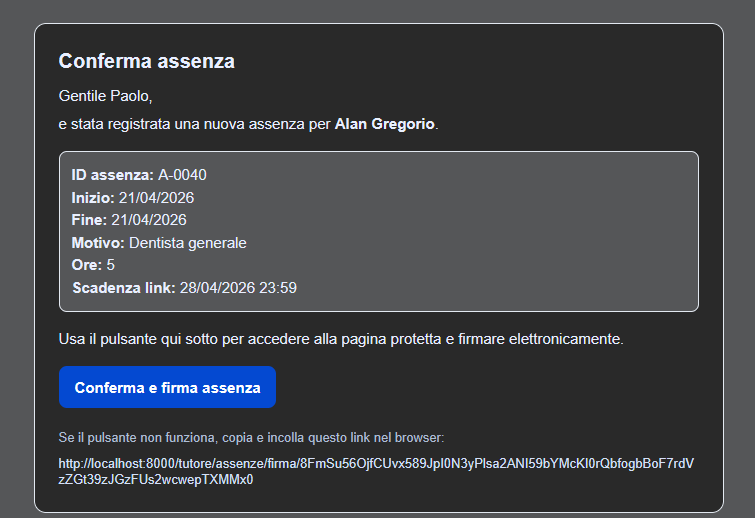 Conferma assenza
Gentile Paolo,
e stata registrata una nuova assenza per Alan Gregorio.
ID assenza: A-0040
Inizio: 21/04/2026
Fine: 21/04/2026
Motivo: Dentista generale
Ore: 5
Scadenza link: 28/04/2026 23:59
Usa il pulsante qui sotto per accedere alla pagina protetta e firmare elettronicamente.
Conferma e firma assenza
Se il pulsante non funziona, copia e incolla questo link nel browser:
http://localhost:8000/tutore/assenze/firma/8FmSu56OjfCUvx589JpI0N3yPlsa2ANI59bYMcKI0rQbfogbBoF7rdV
zZGt39zJGzFUs2wcwepTXMMx0